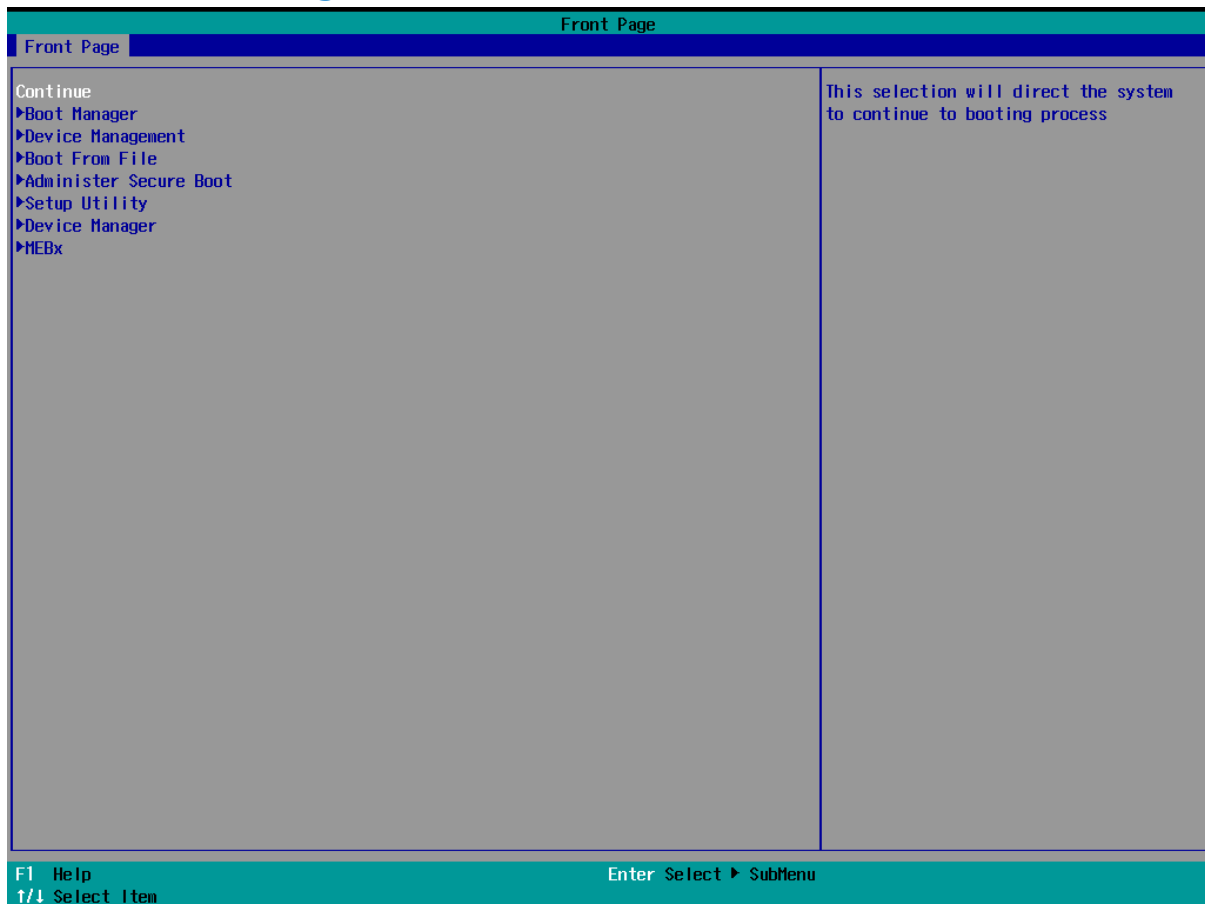 Front Page
Front Page
Continue
▶Boot Manager
▶Device Management
▶Boot From File
▶Administer Secure Boot
▶Setup Utility
▶Device Manager
▶MEBx
This selection will direct the system
to continue to booting process
F1 Help
↑/↓ Select Item
Enter Select ▶ SubMenu